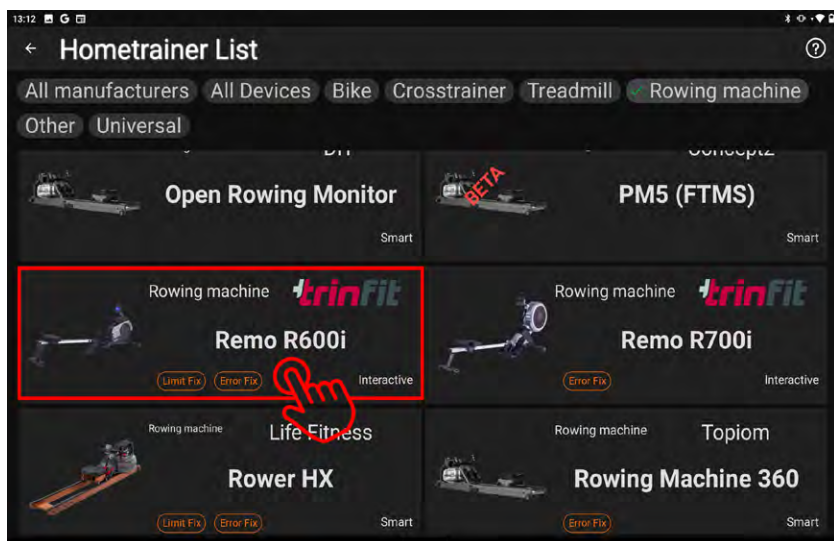 13:12 G
Hometrainer List
All manufacturers All Devices Bike Crosstrainer Treadmill Rowing machine
Other Universal
Open Rowing Monitor
Smart
BETA
PM5 (FTMS)
Smart
Rowing machine trinfit
Remo R600i
Limit Fix Error Fix Interactive
Rowing machine trinfit
Remo R700i
Error Fix Interactive
Rowing machine Life Fitness
Rower HX
Limit Fix Error Fix Smart
Rowing machine Topiom
Rowing Machine 360
Error Fix Smart